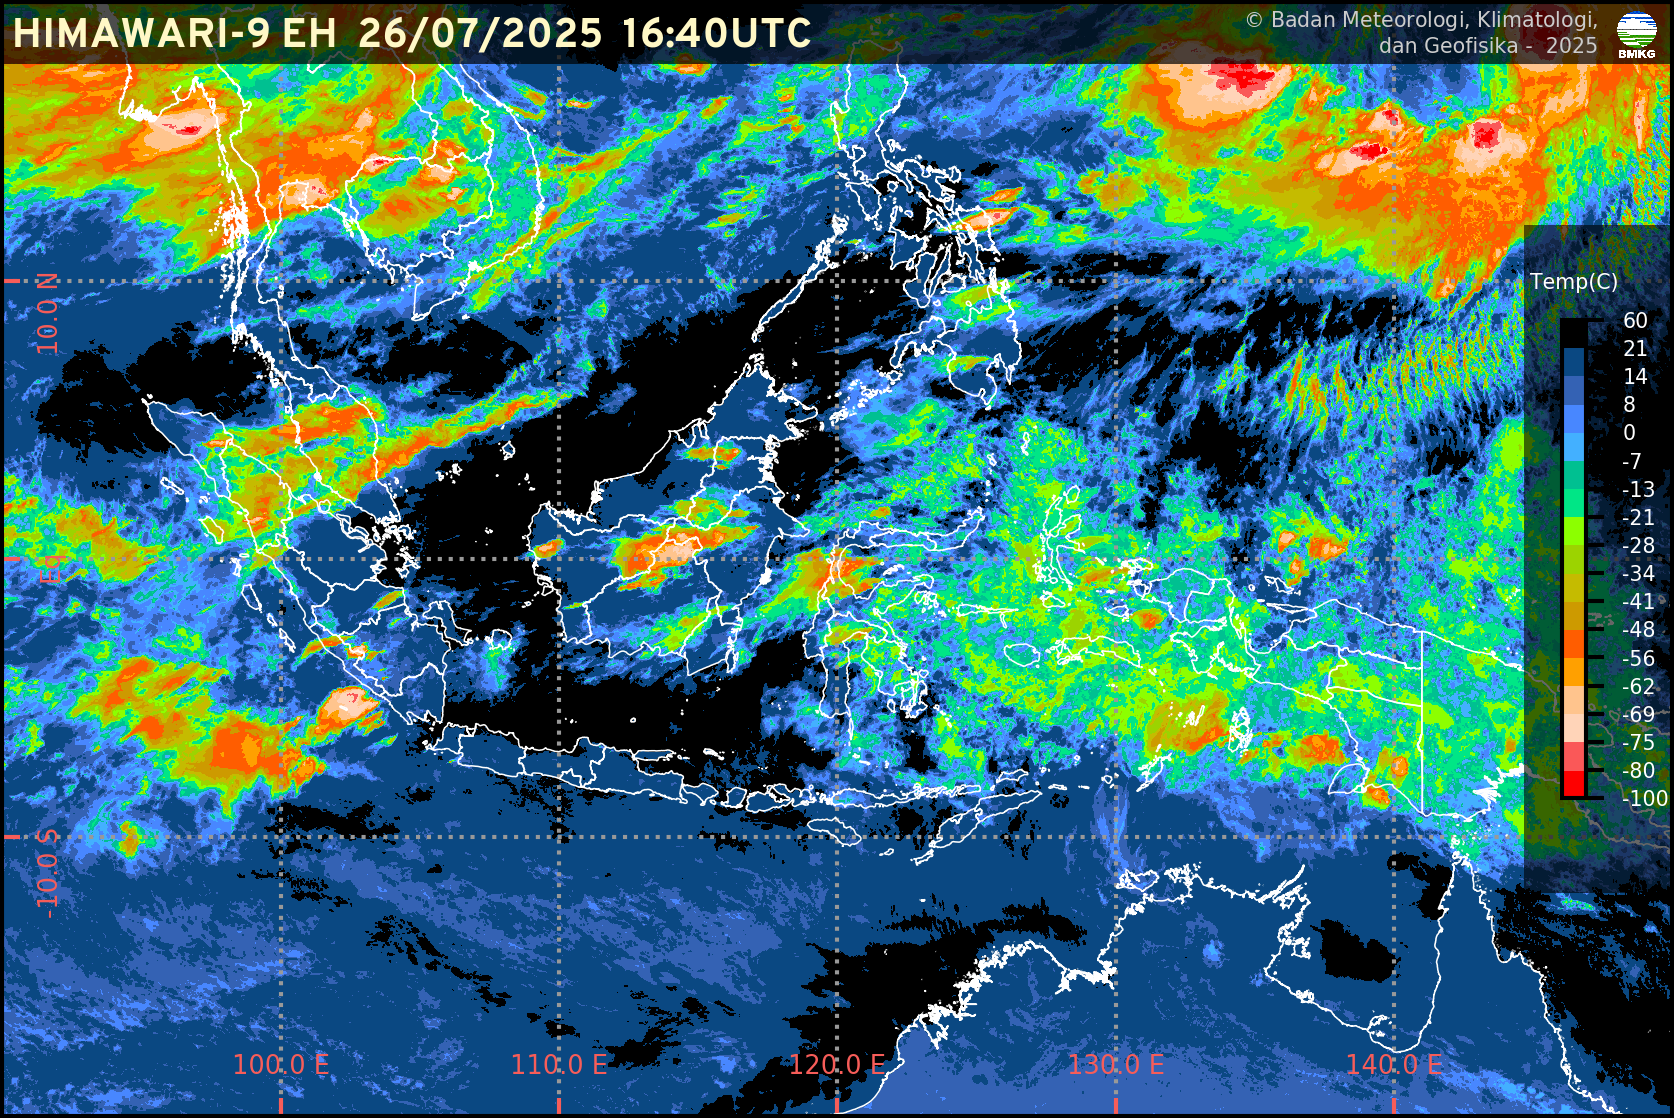 HIMAWARI-9 EH 26/07/2025 16:40UTC
© Badan Meteorologi, Klimatologi,
dan Geofisika - 2025
BMKG
Temp(C)
60
21
14
8
0
-7
-13
-21
-28
-34
-41
-48
-56
-62
-69
-75
-80
-100
10.0 N
EQ
-10.0 S
100.0 E
110.0 E
120.0 E
130.0 E
140.0 E